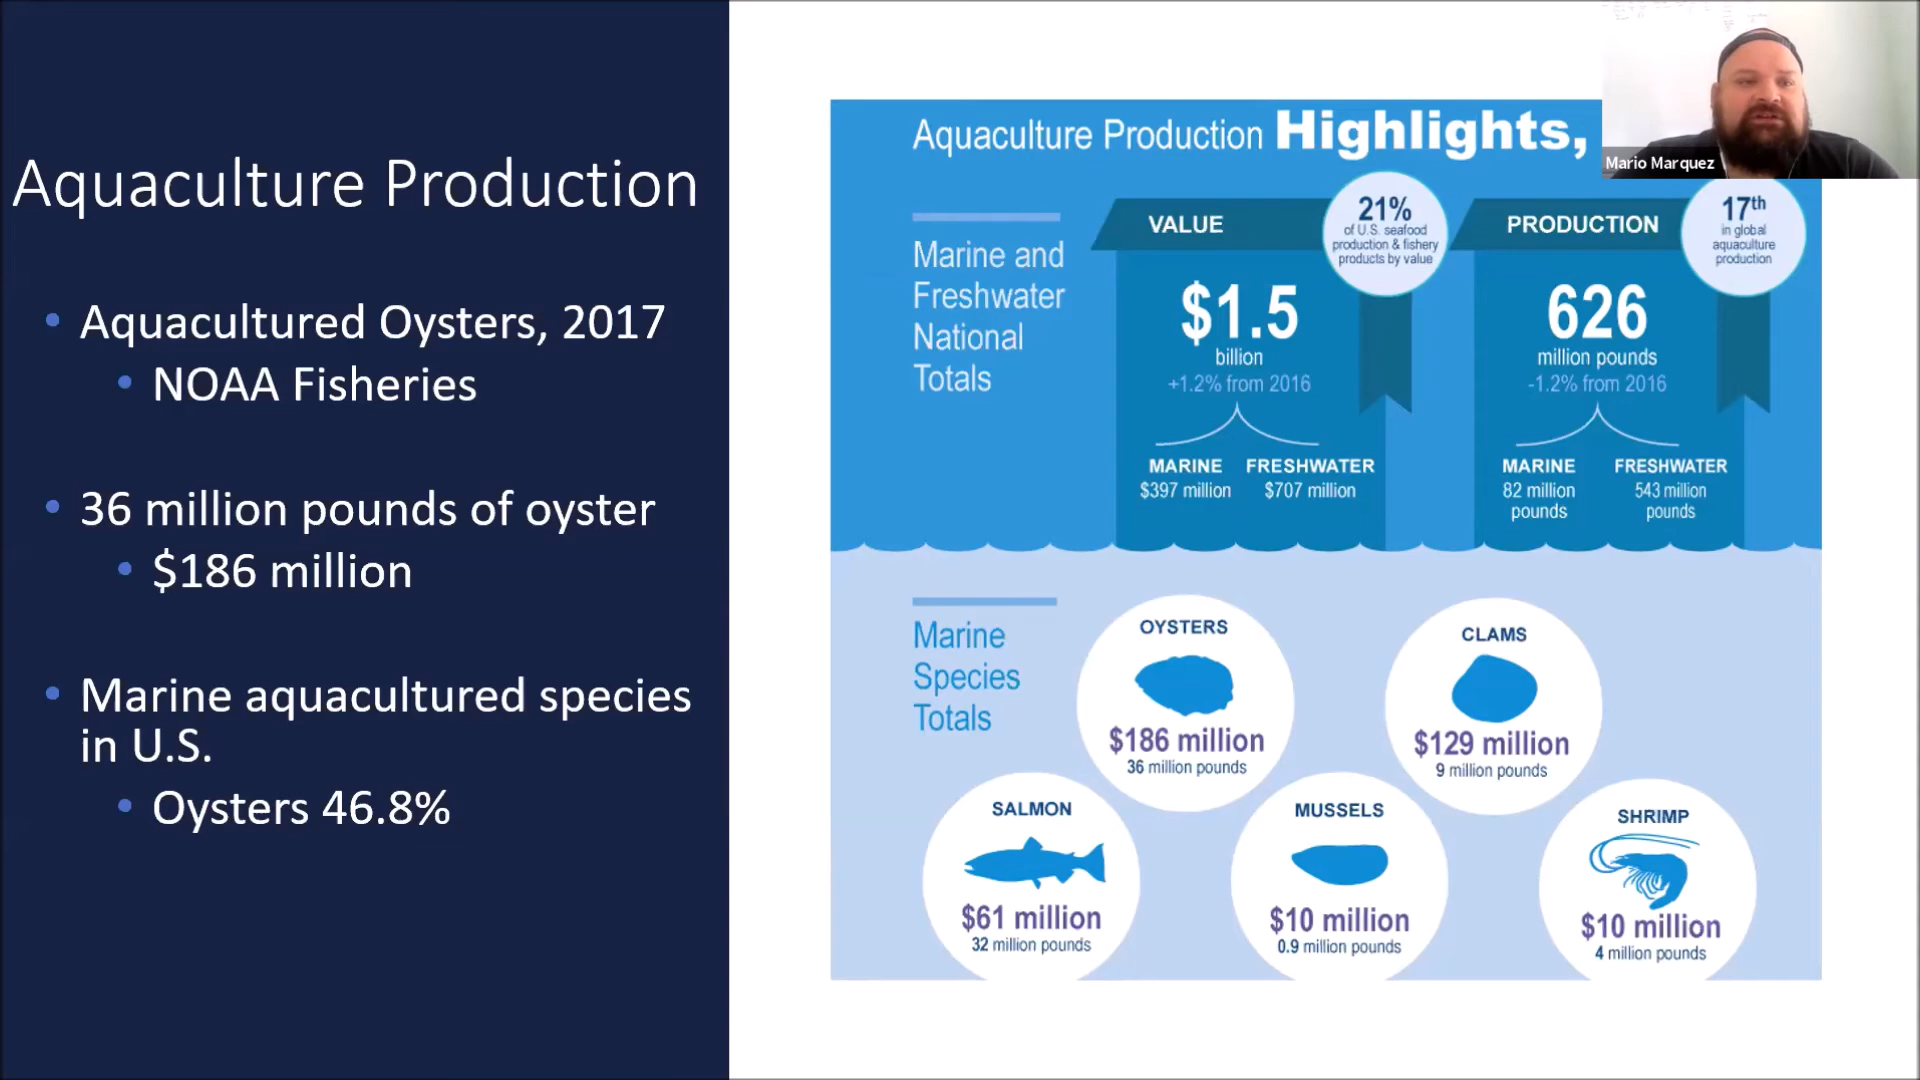 Aquaculture Production
• Aquacultured Oysters, 2017
• NOAA Fisheries
• 36 million pounds of oyster
• $186 million
• Marine aquacultured species
in U.S.
• Oysters 46.8%
Aquaculture Production Highlights,
Mario Marquez
Marine and
Freshwater
National
Totals
VALUE
21%
of U.S. seafood
production & fishery
products by value
$1.5
billion
+1.2% from 2016
MARINE
$397 million
FRESHWATER
$707 million
PRODUCTION
17th
in global
aquaculture
production
626
million pounds
-1.2% from 2016
MARINE
82 million
pounds
FRESHWATER
543 million
pounds
Marine
Species
Totals
OYSTERS
$186 million
36 million pounds
CLAMS
$129 million
9 million pounds
SALMON
$61 million
32 million pounds
MUSSELS
$10 million
0.9 million pounds
SHRIMP
$10 million
4 million pounds